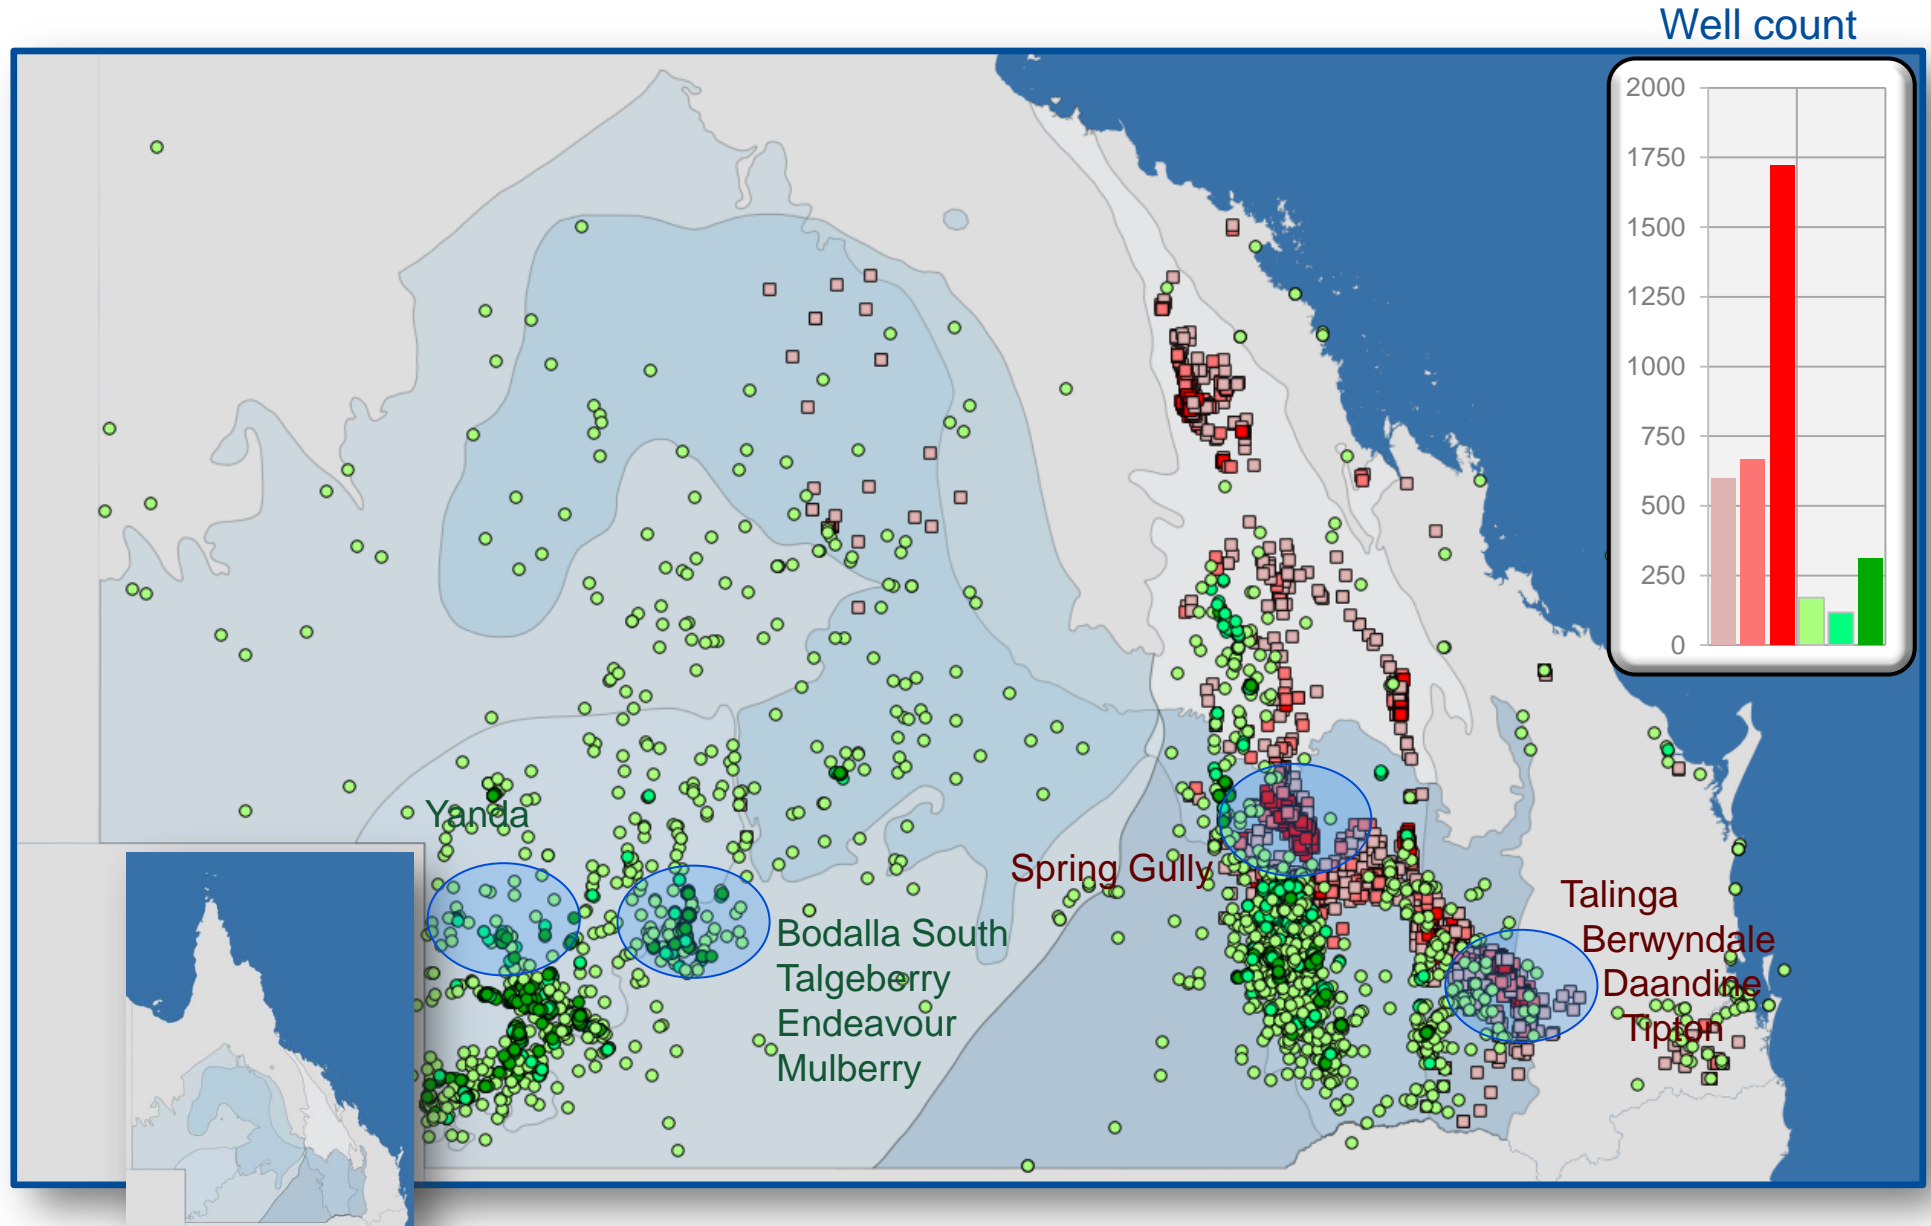 Well count
2000
1750
1500
1250
1000
750
500
250
0
Yanda
Spring Gully
Bodalla South
Talgeberry
Endeavour
Mulberry
Talinga
Berwyndale
Daandine
Tipton